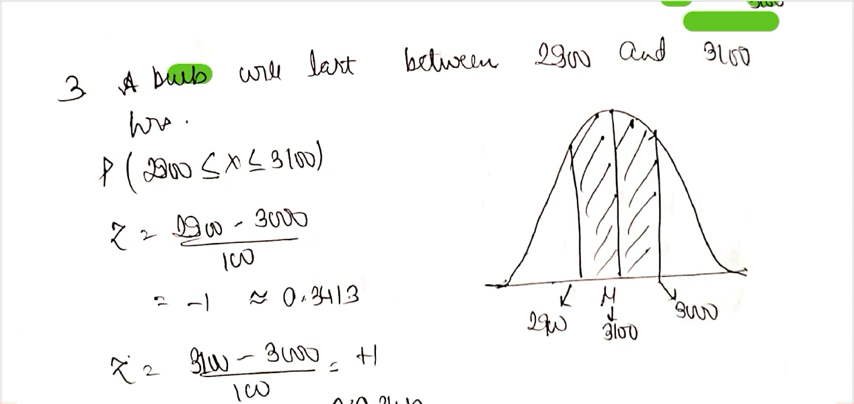 3 A bulb will last between 2900 and 3100
hrs.
P(2900 ≤ x ≤ 3100)
z = 2900 - 3000
100
= -1 ≈ 0.3413
z = 3100 - 3000 = +1
100
2900
M
3100
3000